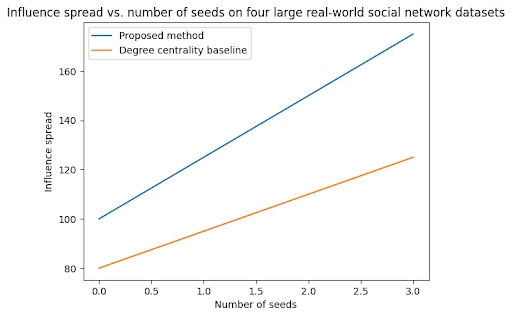 Influence spread vs. number of seeds on four large real-world social network datasets
Proposed method
Degree centrality baseline
160
140
120
100
80
Influence spread
0.0 0.5 1.0 1.5 2.0 2.5 3.0
Number of seeds